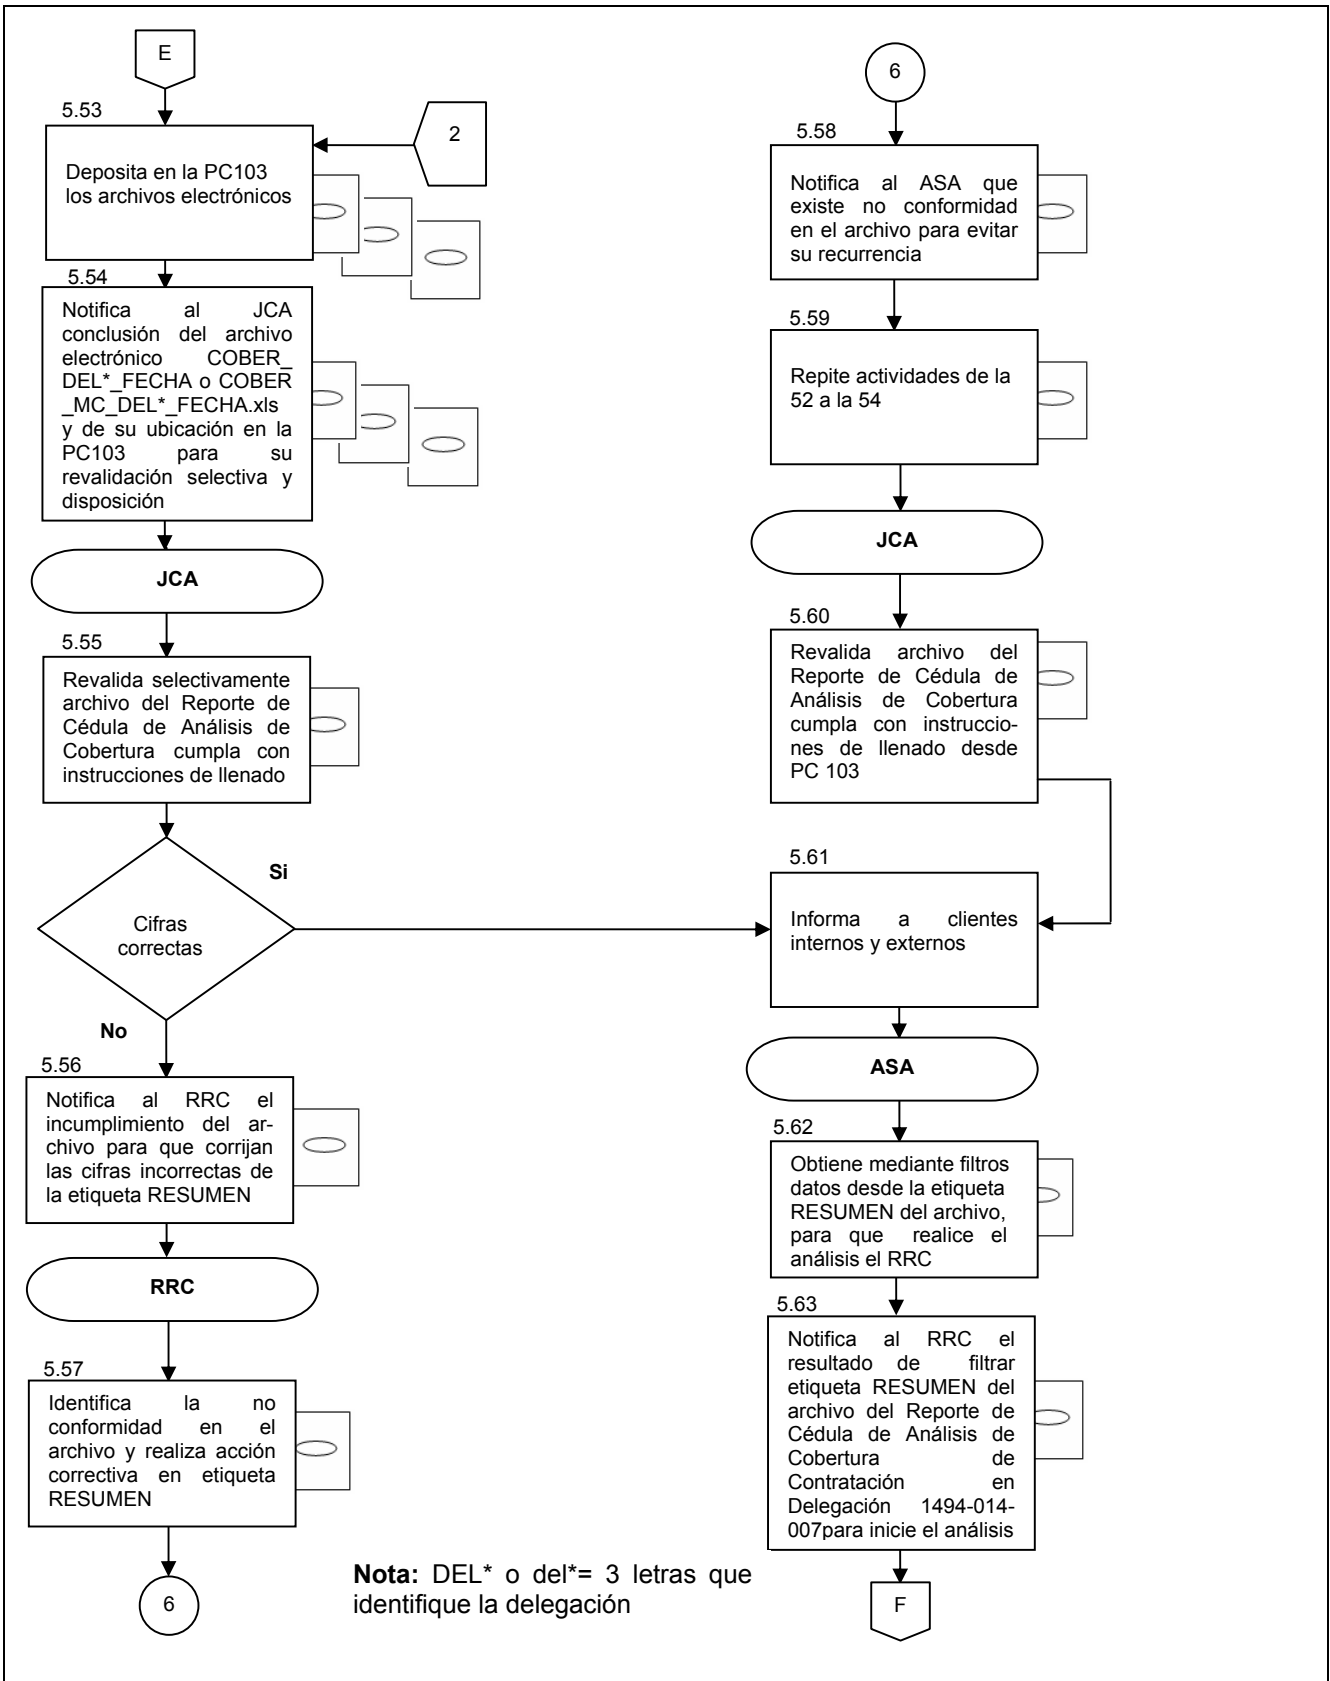 E
5.53
Deposita en la PC103
los archivos electrónicos
2
5.54
Notifica al JCA
conclusión del archivo
electrónico COBER_
DEL*_FECHA o COBER
_MC_DEL*_FECHA.xls
y de su ubicación en la
PC103 para su
revalidación selectiva y
disposición
JCA
5.55
Revalida selectivamente
archivo del Reporte de
Cédula de Análisis de
Cobertura cumpla con
instrucciones de llenado
Si
Cifras
correctas
No
5.56
Notifica al RRC el
incumplimiento del ar-
chivo para que corrijan
las cifras incorrectas de
la etiqueta RESUMEN
RRC
5.57
Identifica la no
conformidad en el
archivo y realiza acción
correctiva en etiqueta
RESUMEN
6
6
5.58
Notifica al ASA que
existe no conformidad
en el archivo para evitar
su recurrencia
5.59
Repite actividades de la
52 a la 54
JCA
5.60
Revalida archivo del
Reporte de Cédula de
Análisis de Cobertura
cumpla con instruccio-
nes de llenado desde
PC 103
5.61
Informa a clientes
internos y externos
ASA
5.62
Obtiene mediante filtros
datos desde la etiqueta
RESUMEN del archivo,
para que realice el
análisis el RRC
5.63
Notifica al RRC el
resultado de filtrar
etiqueta RESUMEN del
archivo del Reporte de
Cédula de Análisis de
Cobertura de
Contratación en
Delegación 1494-014-
007para inicie el análisis
F
Nota: DEL* o del*= 3 letras que
identifique la delegación